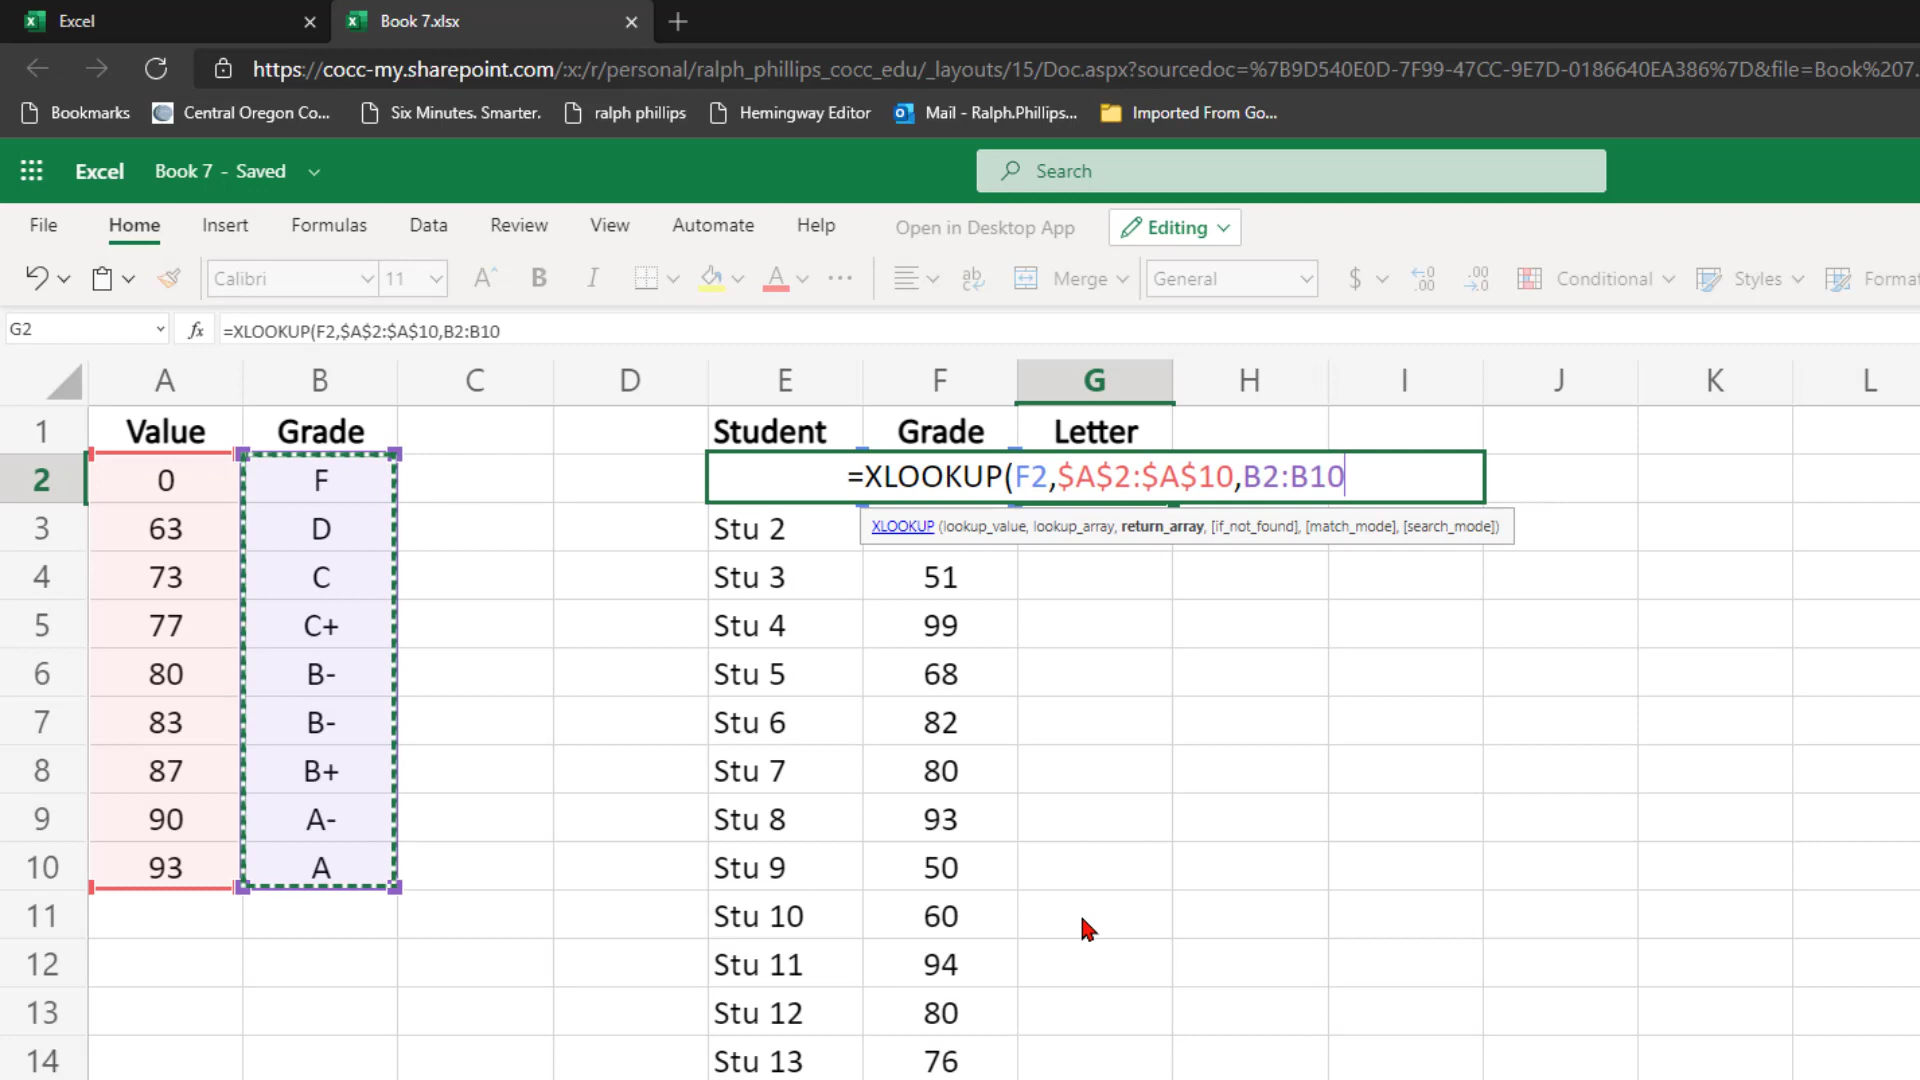 Excel
Book 7.xlsx
https://cocc-my.sharepoint.com/:x:/r/personal/ralph_phillips_cocc_edu/_layouts/15/Doc.aspx?sourcedoc=%7B9D540E0D-7F99-47CC-9E7D-0186640EA386%7D&file=Book%207.
Bookmarks Central Oregon Co... Six Minutes. Smarter. ralph phillips Hemingway Editor Mail - Ralph.Phillips... Imported From Go...
Excel Book 7 - Saved Search
File Home Insert Formulas Data Review View Automate Help Open in Desktop App Editing
Calibri 11 A B I A ... ab Merge General $ .00 .00 Conditional Styles Format
G2 fx =XLOOKUP(F2,$A$2:$A$10,B2:B10
A B C D E F G H I J K L
1 Value Grade Student Grade Letter
2 0 F =XLOOKUP(F2,$A$2:$A$10,B2:B10
3 63 D Stu 2 XLOOKUP (lookup_value, lookup_array, return_array, [if_not_found], [match_mode], [search_mode])
4 73 C Stu 3 51
5 77 C+ Stu 4 99
6 80 B- Stu 5 68
7 83 B- Stu 6 82
8 87 B+ Stu 7 80
9 90 A- Stu 8 93
10 93 A Stu 9 50
11 Stu 10 60
12 Stu 11 94
13 Stu 12 80
14 Stu 13 76